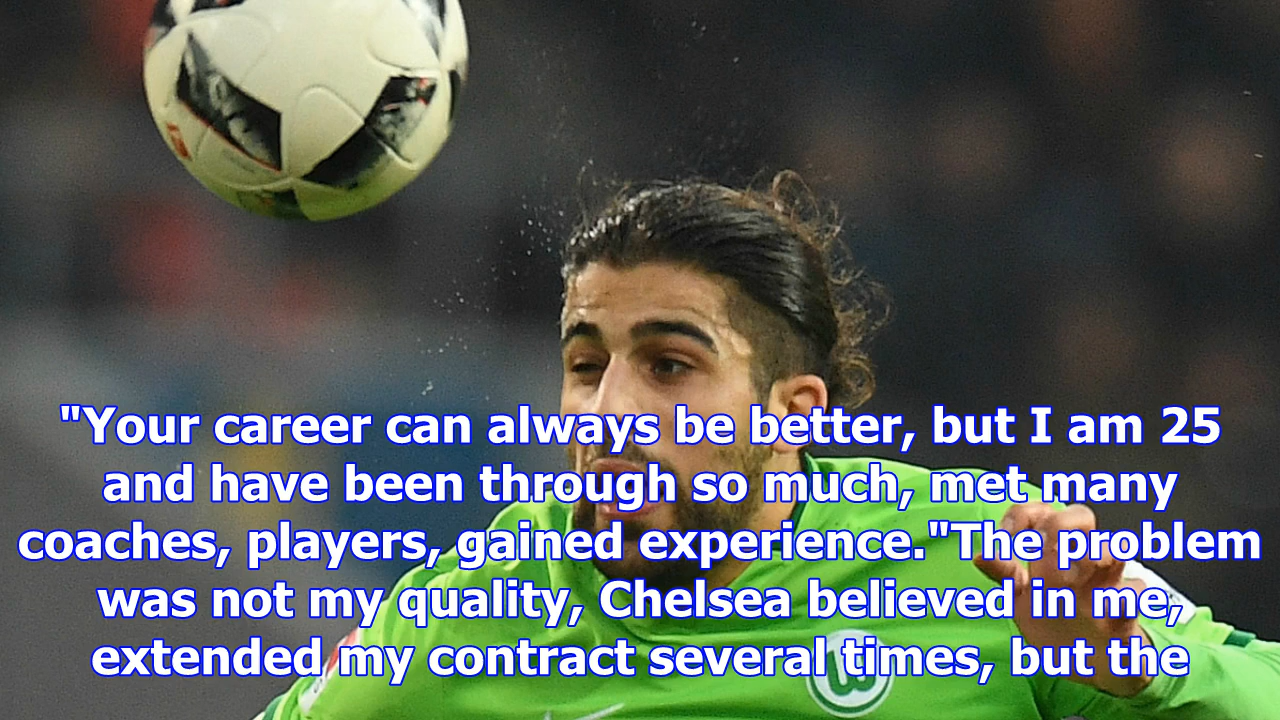 "Your career can always be better, but I am 25
and have been through so much, met many
coaches, players, gained experience."The problem
was not my quality, Chelsea believed in me,
extended my contract several times, but the